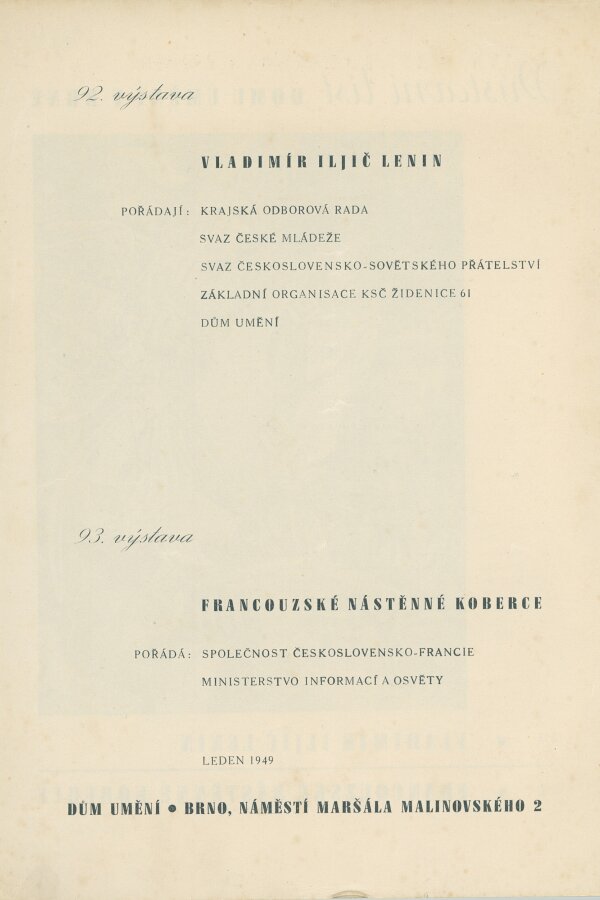 92. výstava
VLADIMÍR ILJIČ LENIN
POŘÁDAJÍ: KRAJSKÁ ODBOROVÁ RADA
SVAZ ČESKÉ MLÁDEŽE
SVAZ ČESKOSLOVENSKO-SOVĚTSKÉHO PŘÁTELSTVÍ
ZÁKLADNÍ ORGANISACE KSČ ŽIDENICE 61
DŮM UMĚNÍ
93. výstava
FRANCOUZSKÉ NÁSTĚNNÉ KOBERCE
POŘÁDÁ: SPOLEČNOST ČESKOSLOVENSKO-FRANCIE
MINISTERSTVO INFORMACÍ A OSVĚTY
LEDEN 1949
DŮM UMĚNÍ • BRNO, NÁMĚSTÍ MARŠÁLA MALINOVSKÉHO 2